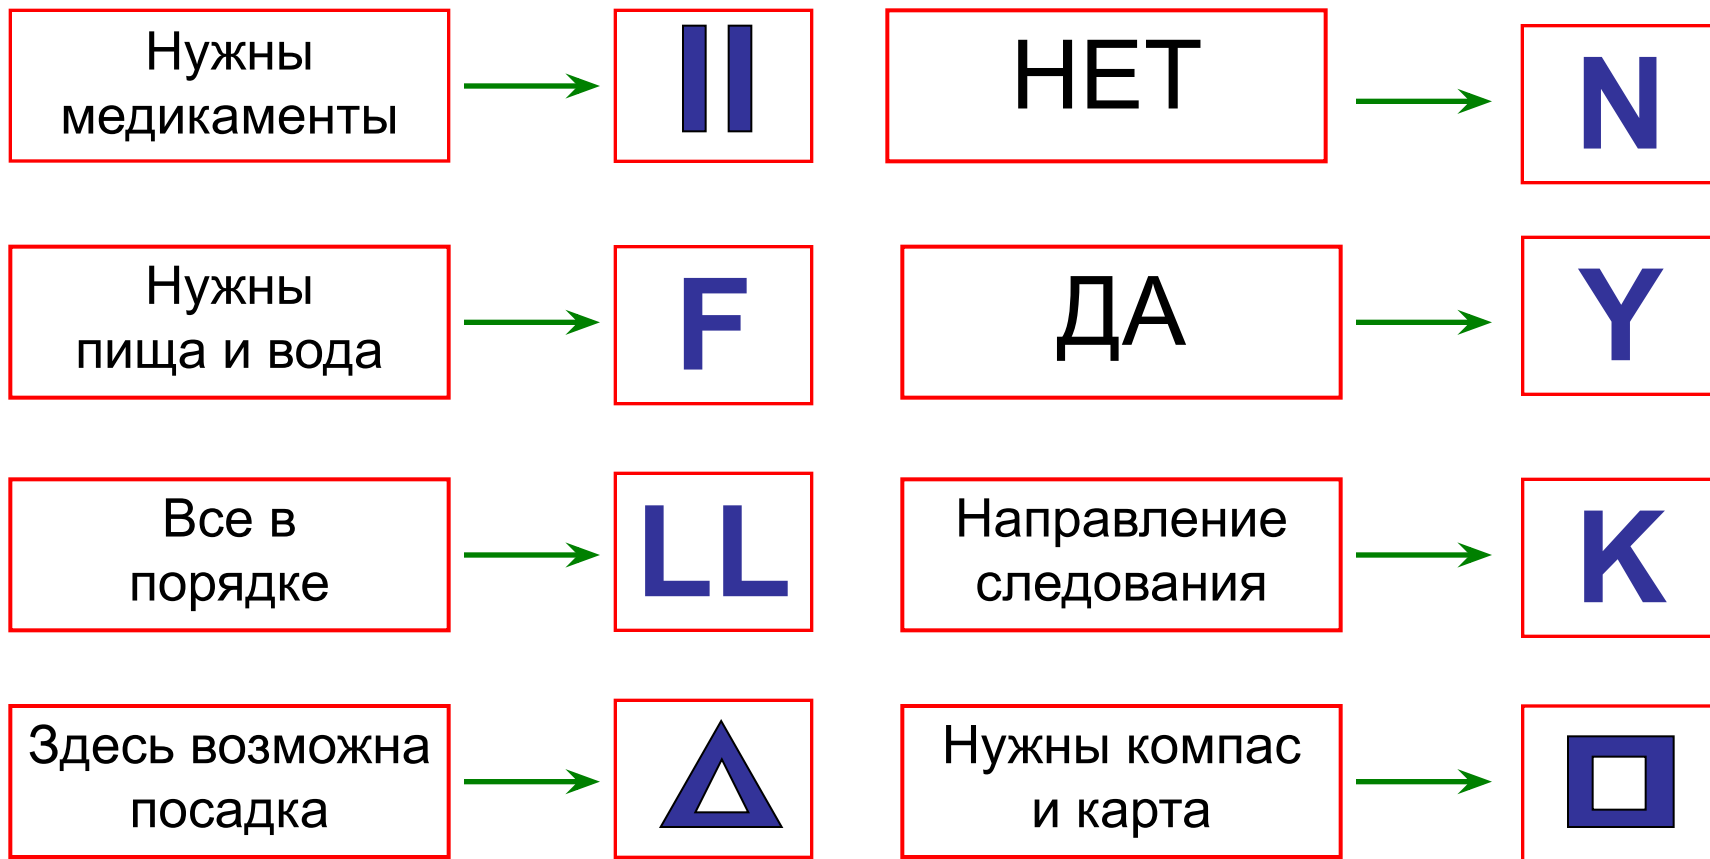 Нужны
медикаменты
II
НЕТ
N
Нужны
пища и вода
F
ДА
Y
Все в
порядке
LL
Направление
следования
K
Здесь возможна
посадка
Нужны компас
и карта